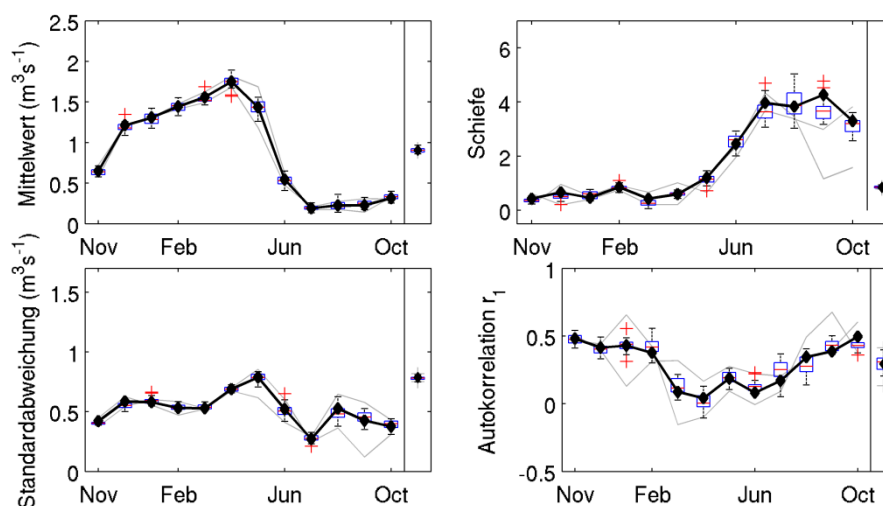 Mittelwert (m³s⁻¹)
2.5
2
1.5
1
0.5
0
Nov Feb Jun Oct
Schiefe
6
4
2
0
Nov Feb Jun Oct
Standardabweichung (m³s⁻¹)
1.5
1
0.5
0
Nov Feb Jun Oct
Autokorrelation r₁
1
0.5
0
-0.5
Nov Feb Jun Oct